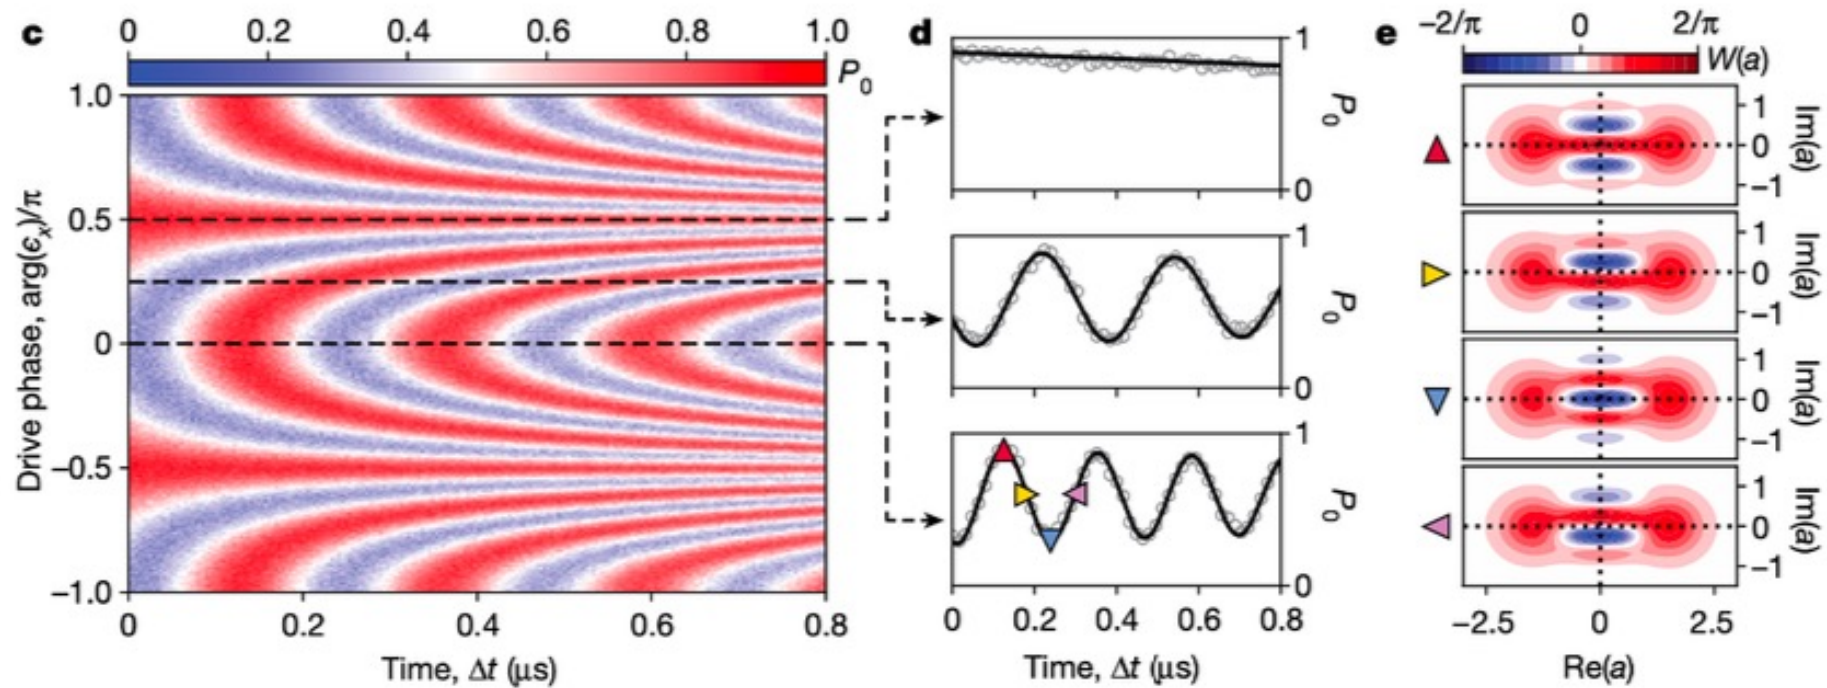 c
0 0.2 0.4 0.6 0.8 1.0
P₀
Drive phase, arg(ϵₓ)/π
1.0
0.5
0
−0.5
−1.0
0 0.2 0.4 0.6 0.8
Time, Δt (μs)
d
1
P₀
0
1
P₀
0
1
P₀
0
0 0.2 0.4 0.6 0.8
Time, Δt (μs)
e
−2/π 0 2/π
W(a)
1
0
−1
Im(a)
1
0
−1
Im(a)
1
0
−1
Im(a)
1
0
−1
Im(a)
−2.5 0 2.5
Re(a)